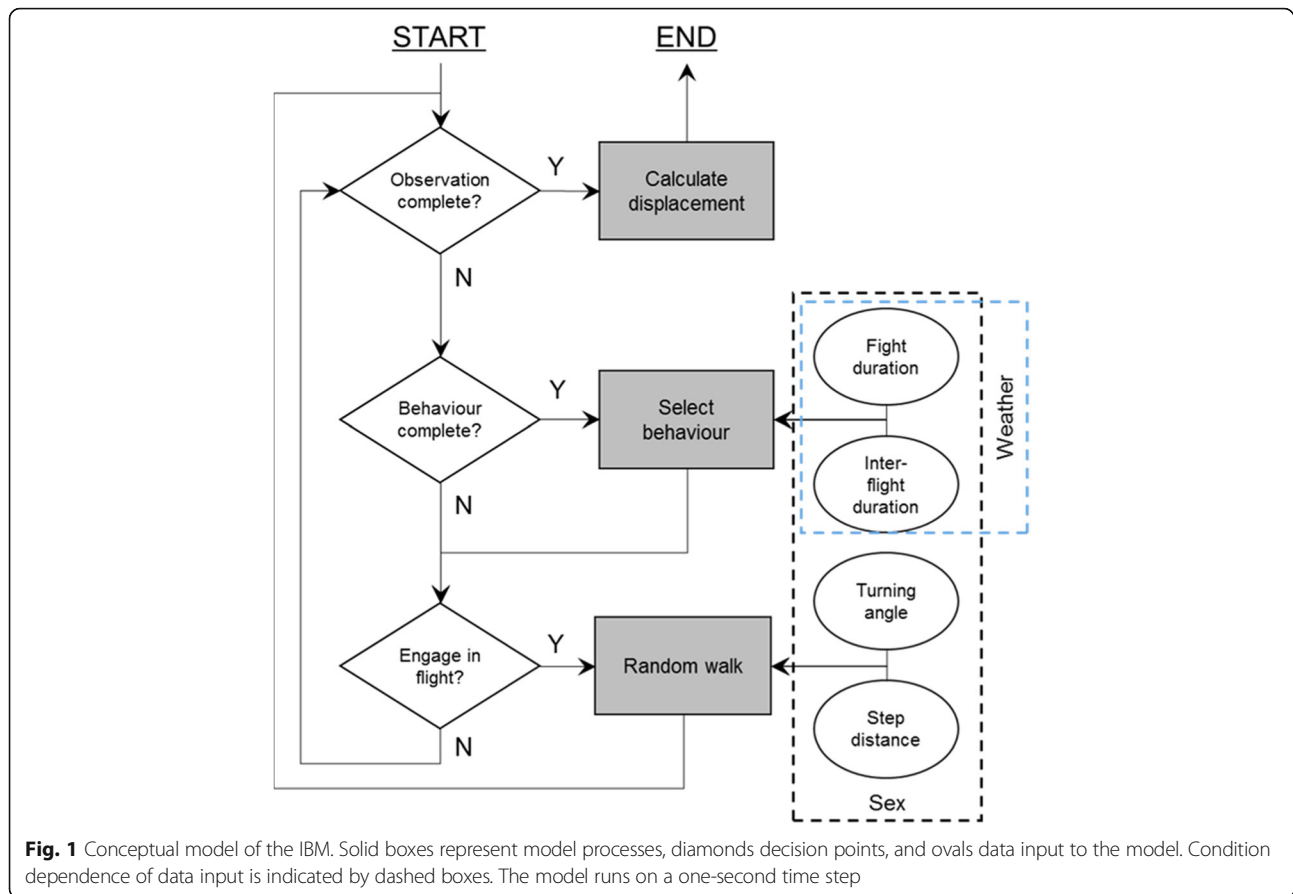 START
END
Observation
complete?
Y
Calculate
displacement
N
Behaviour
complete?
Y
Select
behaviour
Fight
duration
Inter-
flight
duration
Weather
N
Engage in
flight?
Y
Random walk
Turning
angle
Step
distance
N
Sex
Fig. 1 Conceptual model of the IBM. Solid boxes represent model processes, diamonds decision points, and ovals data input to the model. Condition
dependence of data input is indicated by dashed boxes. The model runs on a one-second time step